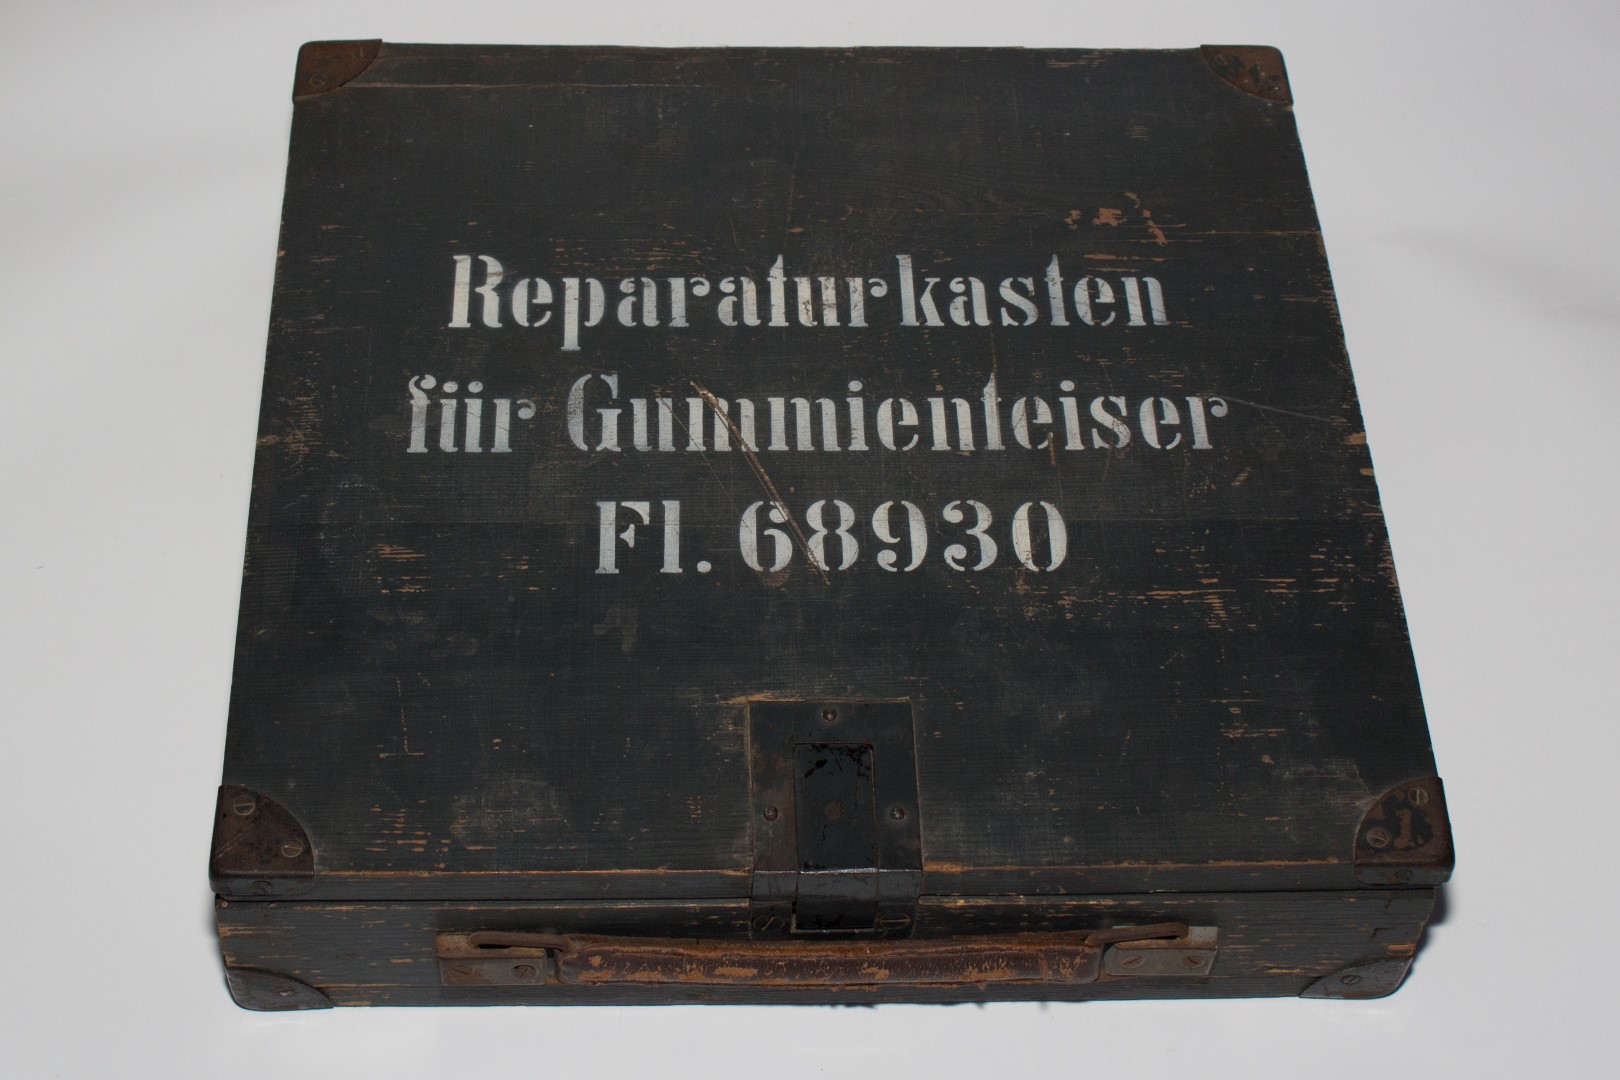 Reparaturkasten
für Gummienteiser
Fl. 68930